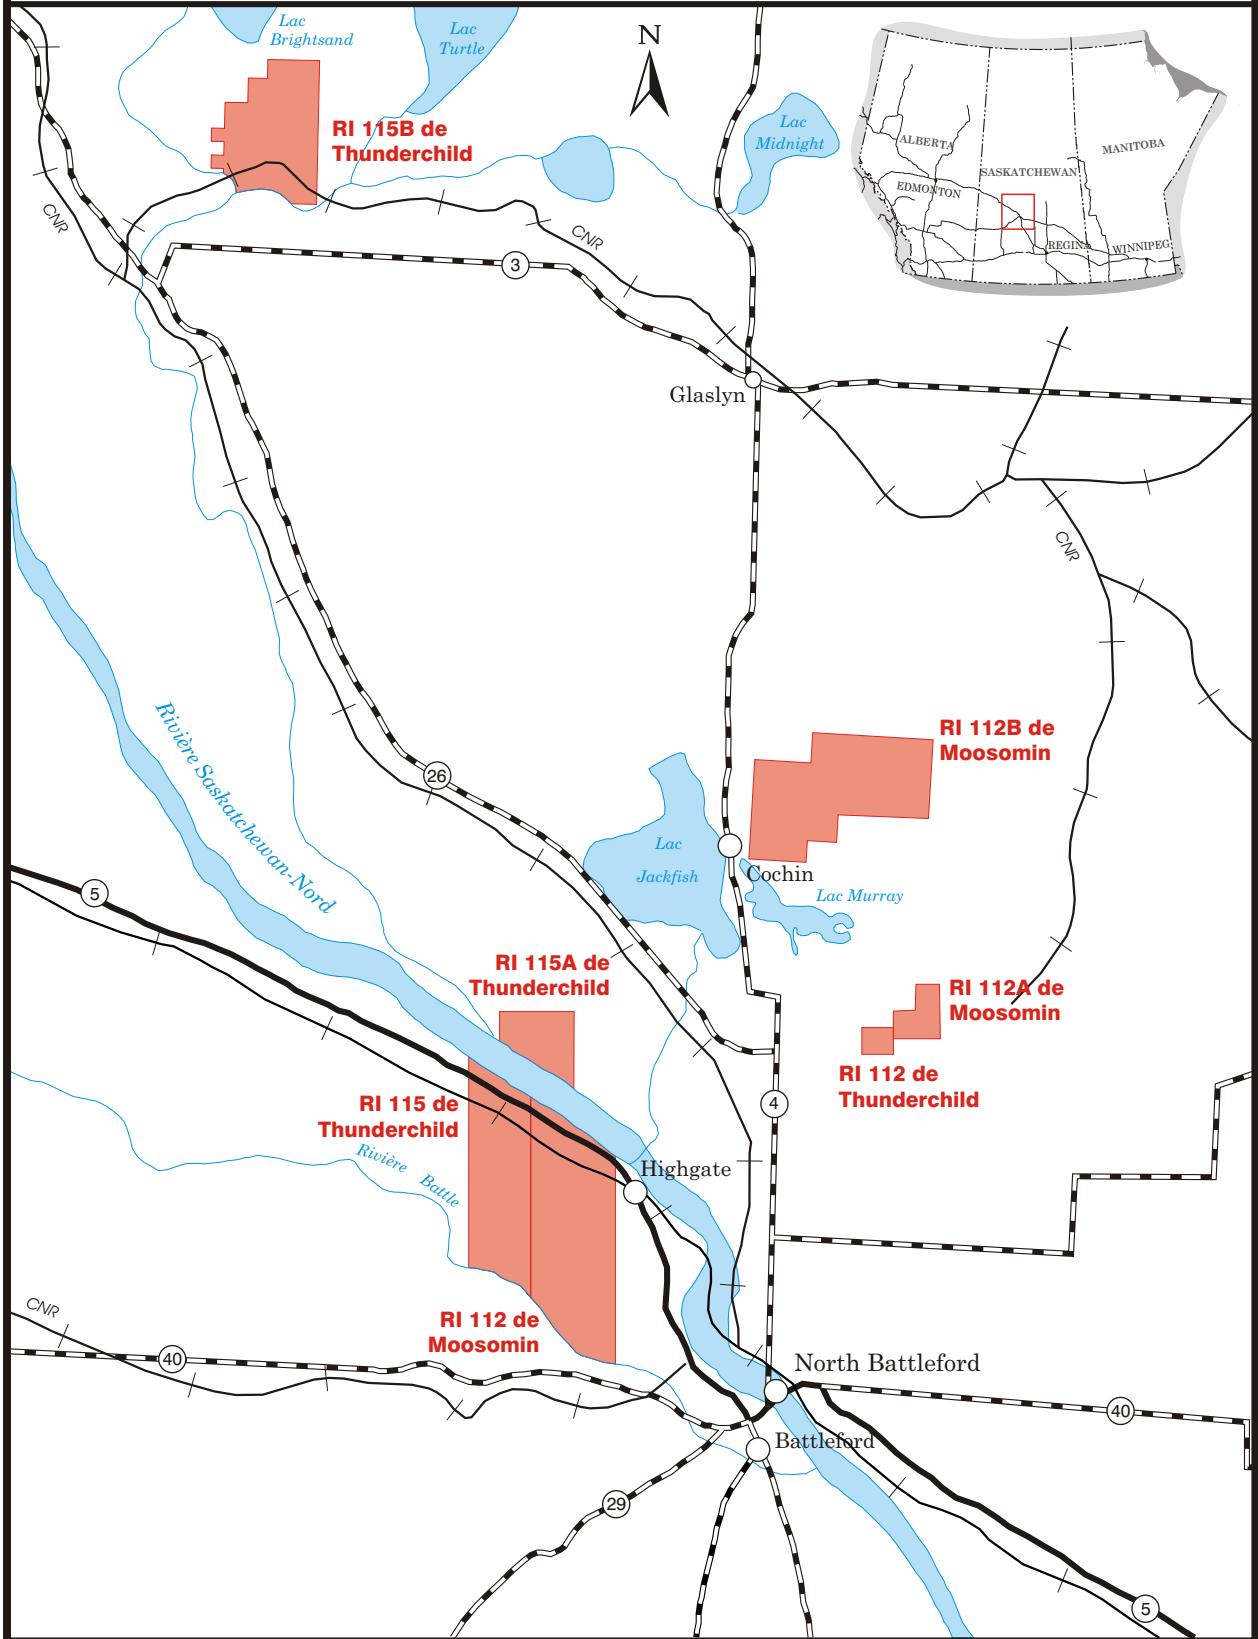 Lac
Brightsand
Lac
Turtle
N
Lac
Midnight
ALBERTA
EDMONTON
SASKATCHEWAN
MANITOBA
REGINA
WINNIPEG
RI 115B de
Thunderchild
CNR
CNR
3
Glaslyn
CNR
Rivière Saskatchewan-Nord
26
RI 112B de
Moosomin
Lac
Jackfish
Cochin
Lac Murray
5
RI 115A de
Thunderchild
RI 112A de
Moosomin
RI 112 de
Thunderchild
4
RI 115 de
Thunderchild
Rivière Battle
Highgate
CNR
RI 112 de
Moosomin
40
North Battleford
40
Battleford
29
5